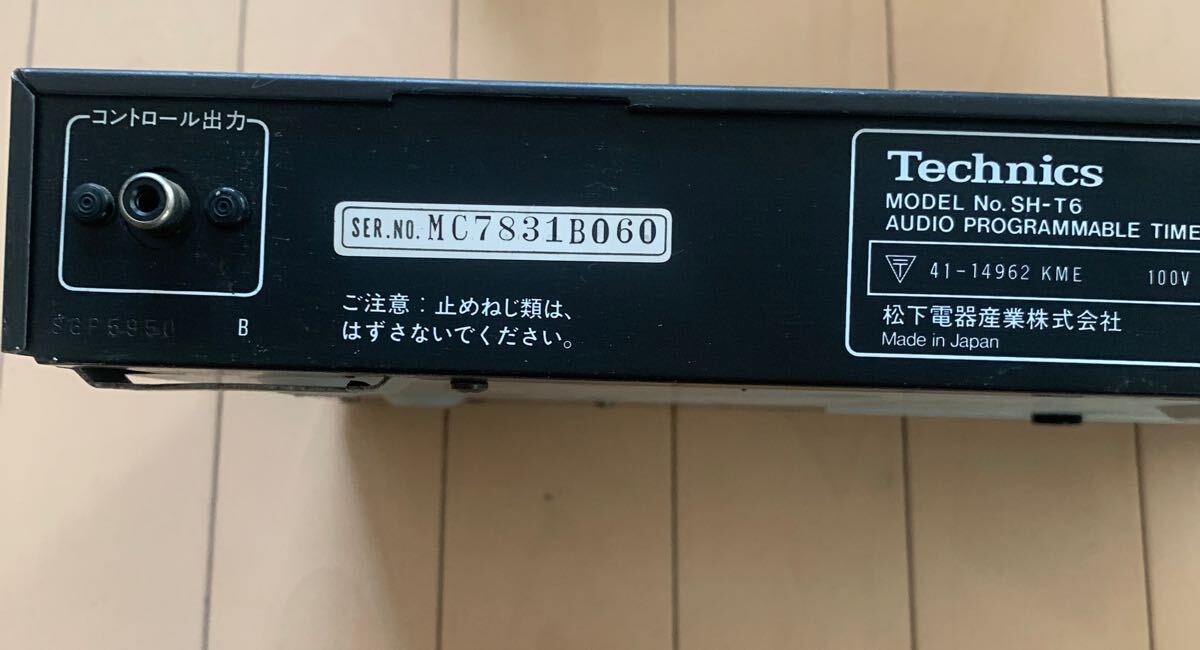 コントロール出力
SER.NO. MC7831B060
ご注意：止めねじ類は、
はずさないでください。
SGP5950 B
Technics
MODEL No. SH-T6
AUDIO PROGRAMMABLE TIME
41-14962 KME 100V
松下電器産業株式会社
Made in Japan